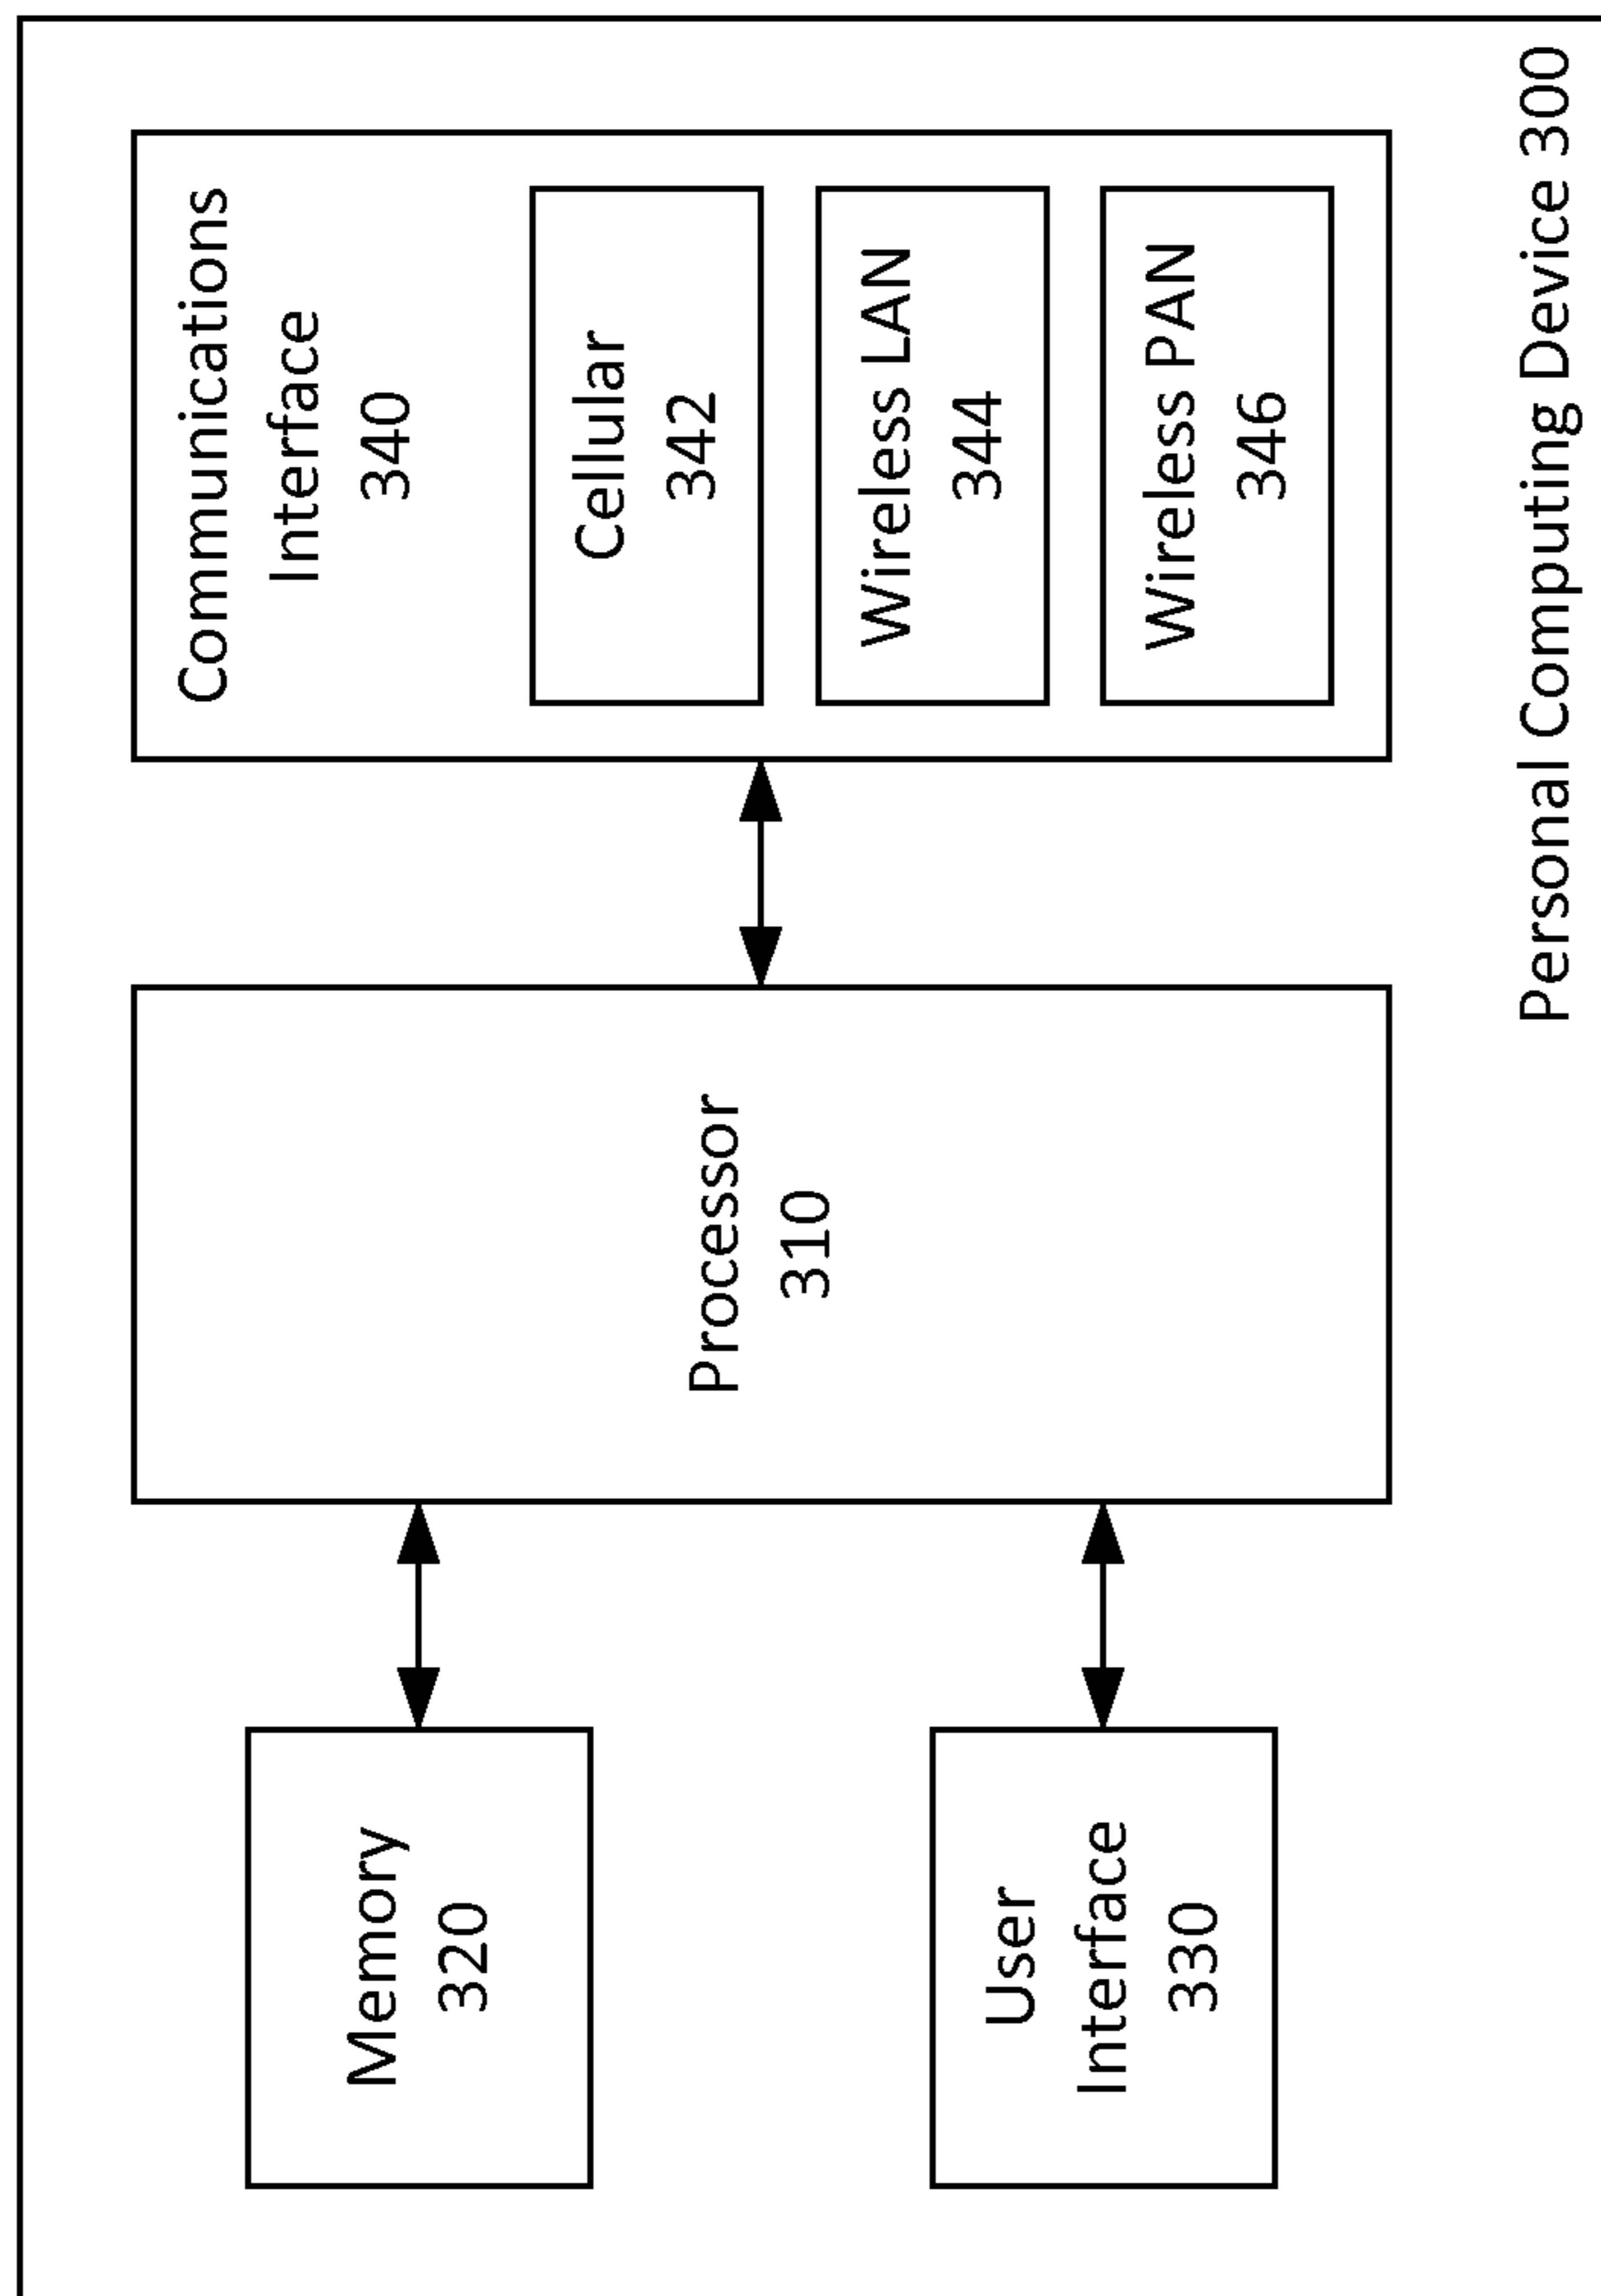 Memory
320
User
Interface
330
Processor
310
Communications
Interface
340
Cellular
342
Wireless LAN
344
Wireless PAN
346
Personal Computing Device 300